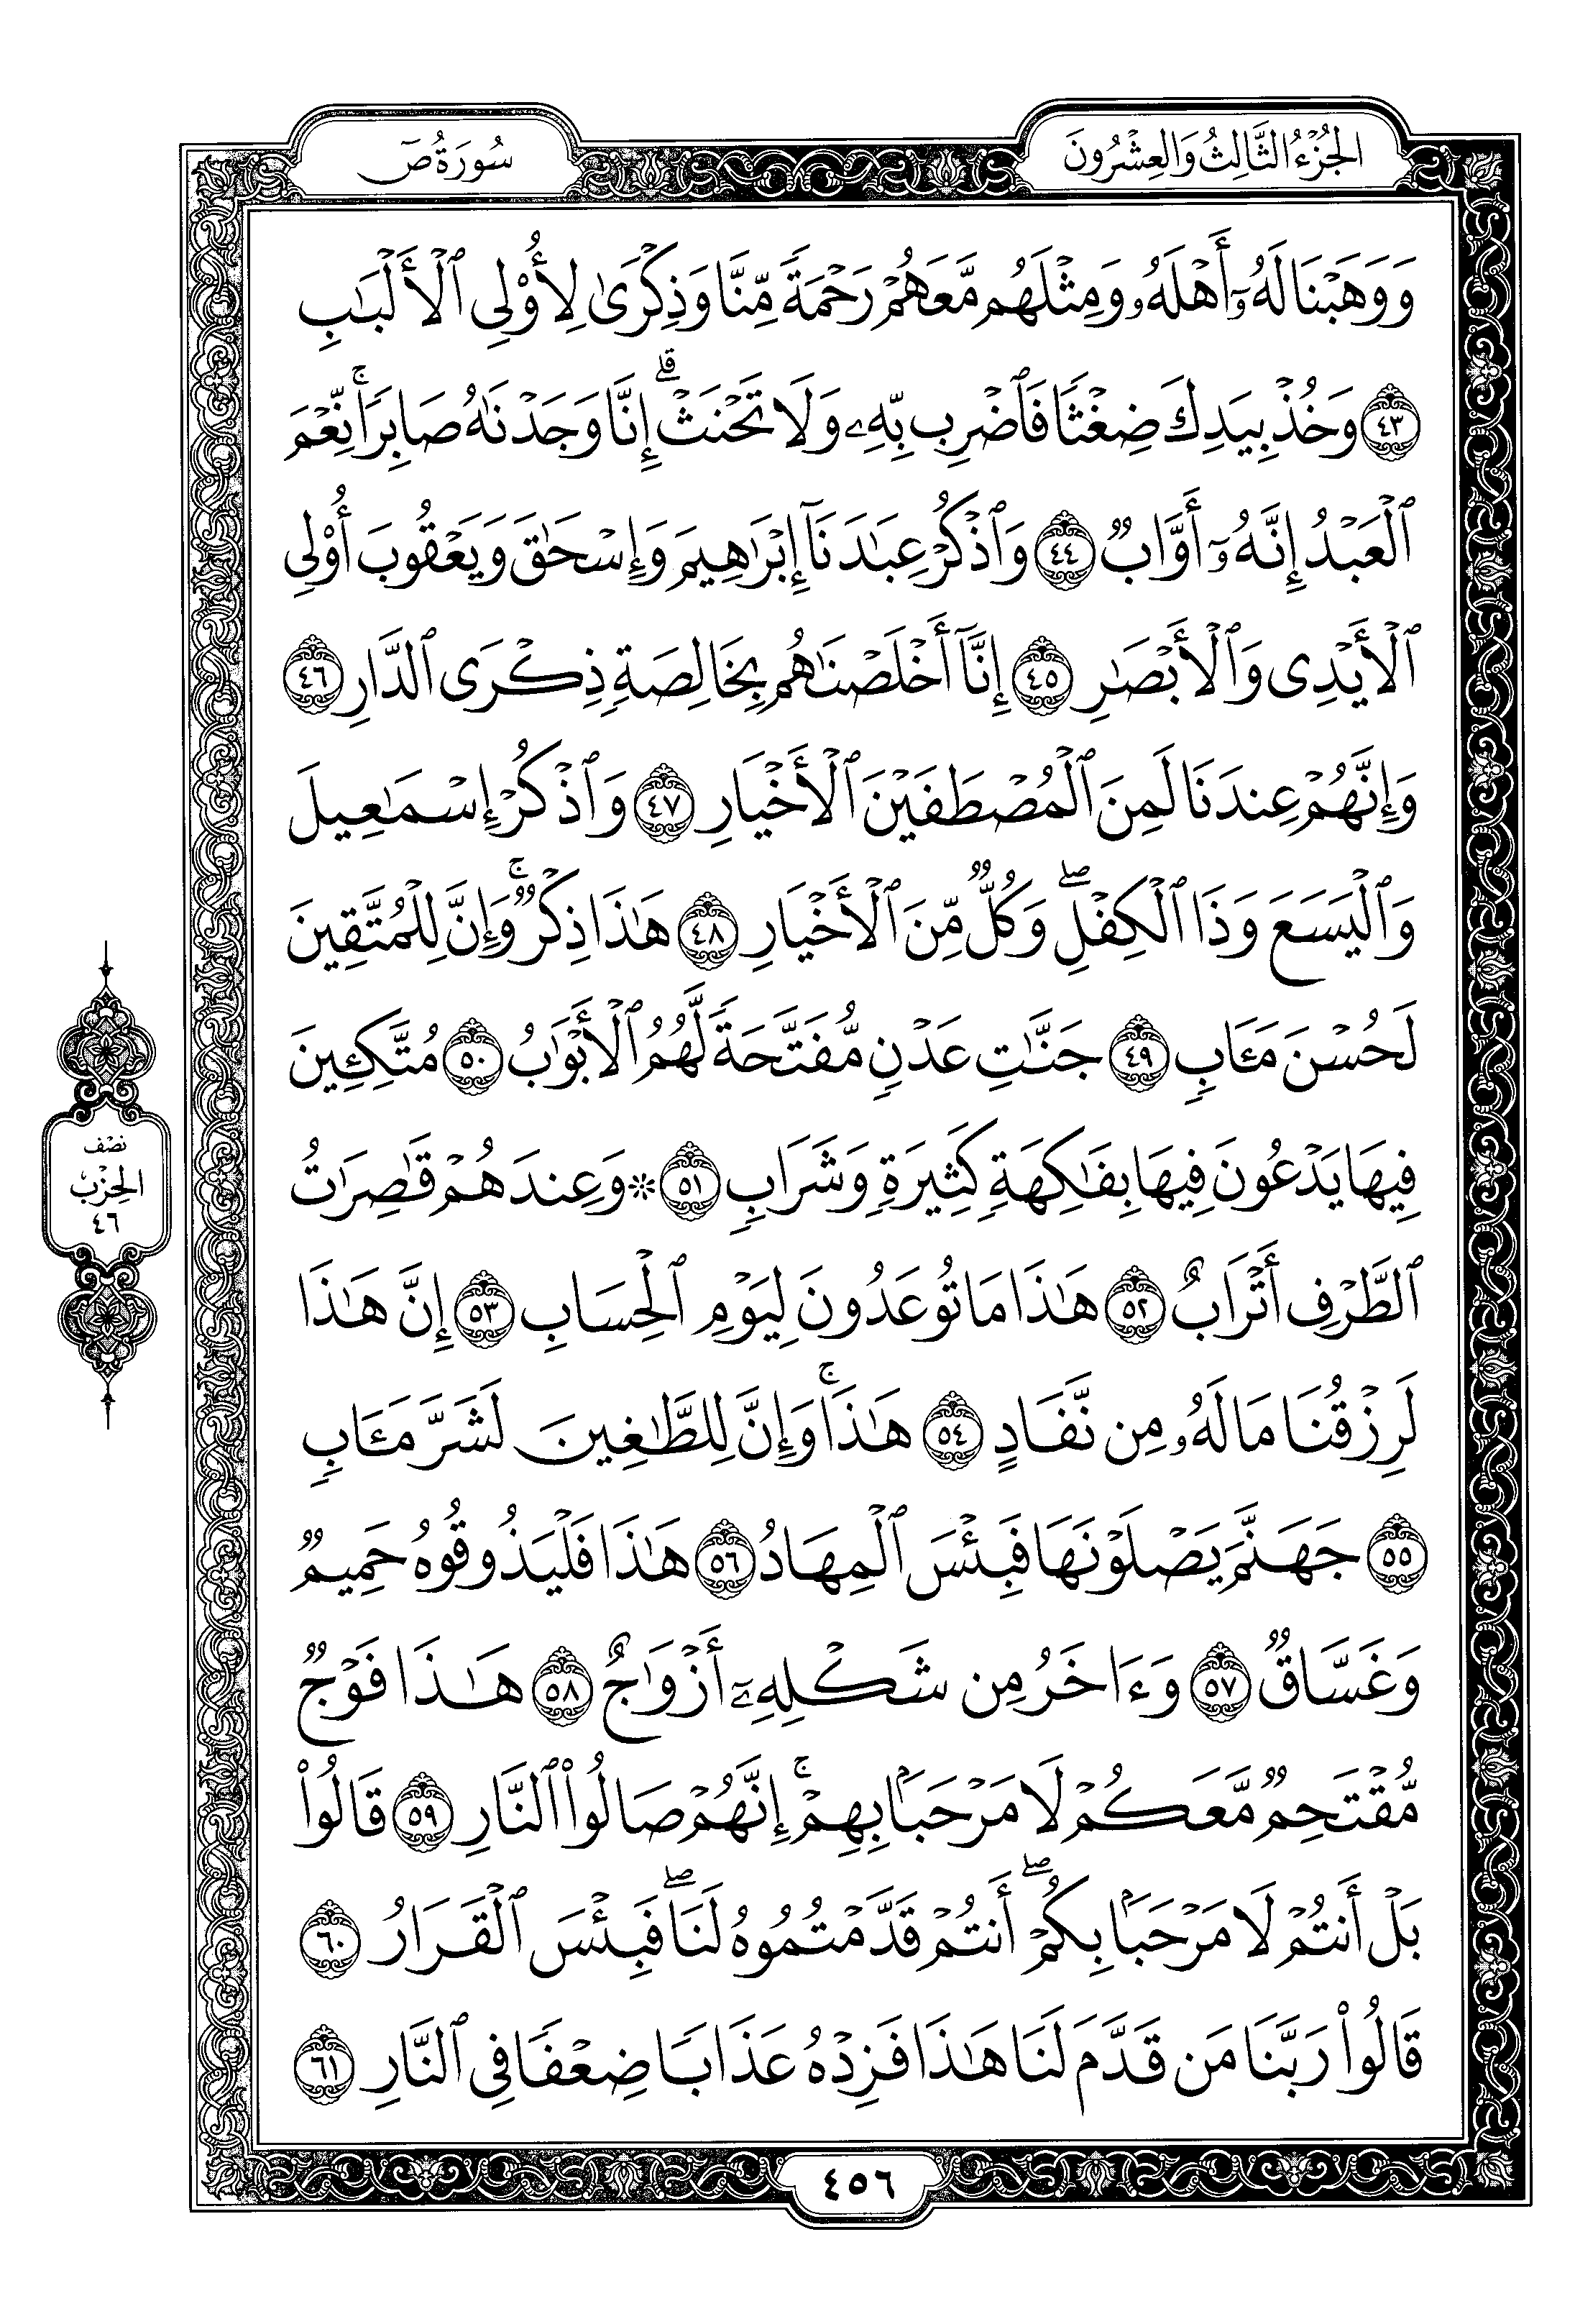 الجُزْءُ الثَّالِثُ وَالعِشْرُونَ
سُورَةُ صٓ
وَوَهَبْنَا لَهُۥٓ أَهْلَهُۥ وَمِثْلَهُم مَّعَهُمْ رَحْمَةً مِّنَّا وَذِكْرَىٰ لِأُوْلِى ٱلْأَلْبَٰبِ
٤٣ وَخُذْ بِيَدِكَ ضِغْثًا فَٱضْرِب بِّهِۦ وَلَا تَحْنَثْ ۗ إِنَّا وَجَدْنَٰهُ صَابِرًا ۚ نِّعْمَ
ٱلْعَبْدُ إِنَّهُۥٓ أَوَّابٌ ٤٤ وَٱذْكُرْ عِبَٰدَنَآ إِبْرَٰهِيمَ وَإِسْحَٰقَ وَيَعْقُوبَ أُوْلِى
ٱلْأَيْدِى وَٱلْأَبْصَٰرِ ٤٥ إِنَّآ أَخْلَصْنَٰهُم بِخَالِصَةٍ ذِكْرَى ٱلدَّارِ ٤٦
وَإِنَّهُمْ عِندَنَا لَمِنَ ٱلْمُصْطَفَيْنَ ٱلْأَخْيَارِ ٤٧ وَٱذْكُرْ إِسْمَٰعِيلَ
وَٱلْيَسَعَ وَذَا ٱلْكِفْلِ ۖ وَكُلٌّ مِّنَ ٱلْأَخْيَارِ ٤٨ هَٰذَا ذِكْرٌ ۚ وَإِنَّ لِلْمُتَّقِينَ
لَحُسْنَ مَـَٔابٍ ٤٩ جَنَّٰتِ عَدْنٍ مُّفَتَّحَةً لَّهُمُ ٱلْأَبْوَٰبُ ٥٠ مُتَّكِـِٔينَ
فِيهَا يَدْعُونَ فِيهَا بِفَٰكِهَةٍ كَثِيرَةٍ وَشَرَابٍ ٥١ ۞ وَعِندَهُمْ قَٰصِرَٰتُ
ٱلطَّرْفِ أَتْرَابٌ ٥٢ هَٰذَا مَا تُوعَدُونَ لِيَوْمِ ٱلْحِسَابِ ٥٣ إِنَّ هَٰذَا
لَرِزْقُنَا مَا لَهُۥ مِن نَّفَادٍ ٥٤ هَٰذَا ۚ وَإِنَّ لِلطَّٰغِينَ لَشَرَّ مَـَٔابٍ
٥٥ جَهَنَّمَ يَصْلَوْنَهَا فَبِئْسَ ٱلْمِهَادُ ٥٦ هَٰذَا فَلْيَذُوقُوهُ حَمِيمٌ
وَغَسَّاقٌ ٥٧ وَءَاخَرُ مِن شَكْلِهِۦٓ أَزْوَٰجٌ ٥٨ هَٰذَا فَوْجٌ
مُّقْتَحِمٌ مَّعَكُمْ لَا مَرْحَبًۢا بِهِمْ ۚ إِنَّهُمْ صَالُوا۟ ٱلنَّارِ ٥٩ قَالُوا۟
بَلْ أَنتُمْ لَا مَرْحَبًۢا بِكُمْ ۖ أَنتُمْ قَدَّمْتُمُوهُ لَنَا ۖ فَبِئْسَ ٱلْقَرَارُ ٦٠
قَالُوا۟ رَبَّنَا مَن قَدَّمَ لَنَا هَٰذَا فَزِدْهُ عَذَابًا ضِعْفًا فِى ٱلنَّارِ ٦١
نصف
الحِزْب
٤٦
٤٥٦